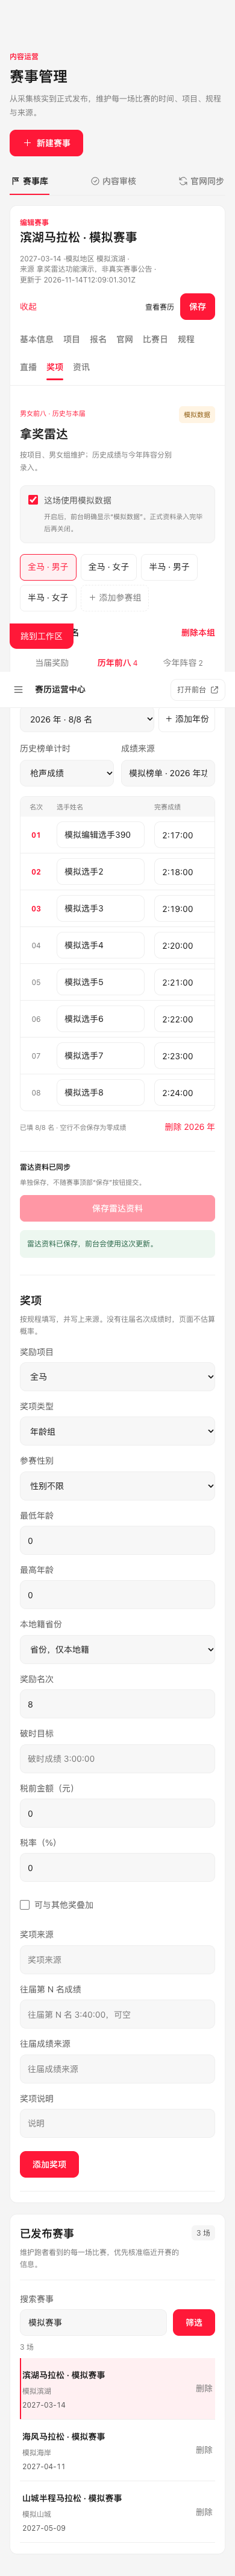 内容运营
赛事管理
从采集核实到正式发布，维护每一场比赛的时间、项目、规程
与来源。
＋ 新建赛事
赛事库 内容审核 官网同步
编辑赛事
滨湖马拉松 · 模拟赛事
2027-03-14 ·模拟地区 模拟滨湖 ·
来源 拿奖雷达功能演示，非真实赛事公告 ·
更新于 2026-11-14T12:09:01.301Z
收起 查看赛历 保存
基本信息 项目 报名 官网 比赛日 规程
直播 奖项 资讯
男女前八 · 历史与本届 模拟数据
拿奖雷达
按项目、男女组维护；历史成绩与今年阵容分别
录入。
这场使用模拟数据
开启后，前台明确显示“模拟数据”。正式资料录入完毕
后再关闭。
全马 · 男子 全马 · 女子 半马 · 男子
半马 · 女子 ＋ 添加参赛组
跳到工作区 名 删除本组
当届奖励 历年前八 4 今年阵容 2
赛历运营中心 打开前台
2026 年 · 8/8 名 ＋ 添加年份
历史榜单计时 成绩来源
枪声成绩 模拟榜单 · 2026 年功
名次 选手姓名 完赛成绩
01 模拟编辑选手390 2:17:00
02 模拟选手2 2:18:00
03 模拟选手3 2:19:00
04 模拟选手4 2:20:00
05 模拟选手5 2:21:00
06 模拟选手6 2:22:00
07 模拟选手7 2:23:00
08 模拟选手8 2:24:00
已填 8/8 名 · 空行不会保存为零成绩 删除 2026 年
雷达资料已同步
单独保存，不随赛事顶部“保存”按钮提交。
保存雷达资料
雷达资料已保存，前台会使用这次更新。
奖项
按规程填写，并写上来源。没有往届名次成绩时，页面不估算
概率。
奖励项目
全马
奖项类型
年龄组
参赛性别
性别不限
最低年龄
0
最高年龄
0
本地籍省份
省份，仅本地籍
奖励名次
8
破时目标
破时成绩 3:00:00
税前金额（元）
0
税率（%）
0
可与其他奖叠加
奖项来源
奖项来源
往届第 N 名成绩
往届第 N 名 3:40:00，可空
往届成绩来源
往届成绩来源
奖项说明
说明
添加奖项
已发布赛事 3 场
维护跑者看到的每一场比赛，优先核准临近开赛的
信息。
搜索赛事
模拟赛事 筛选
3 场
滨湖马拉松 · 模拟赛事
模拟滨湖 删除
2027-03-14
海风马拉松 · 模拟赛事
模拟海岸 删除
2027-04-11
山城半程马拉松 · 模拟赛事
模拟山城 删除
2027-05-09